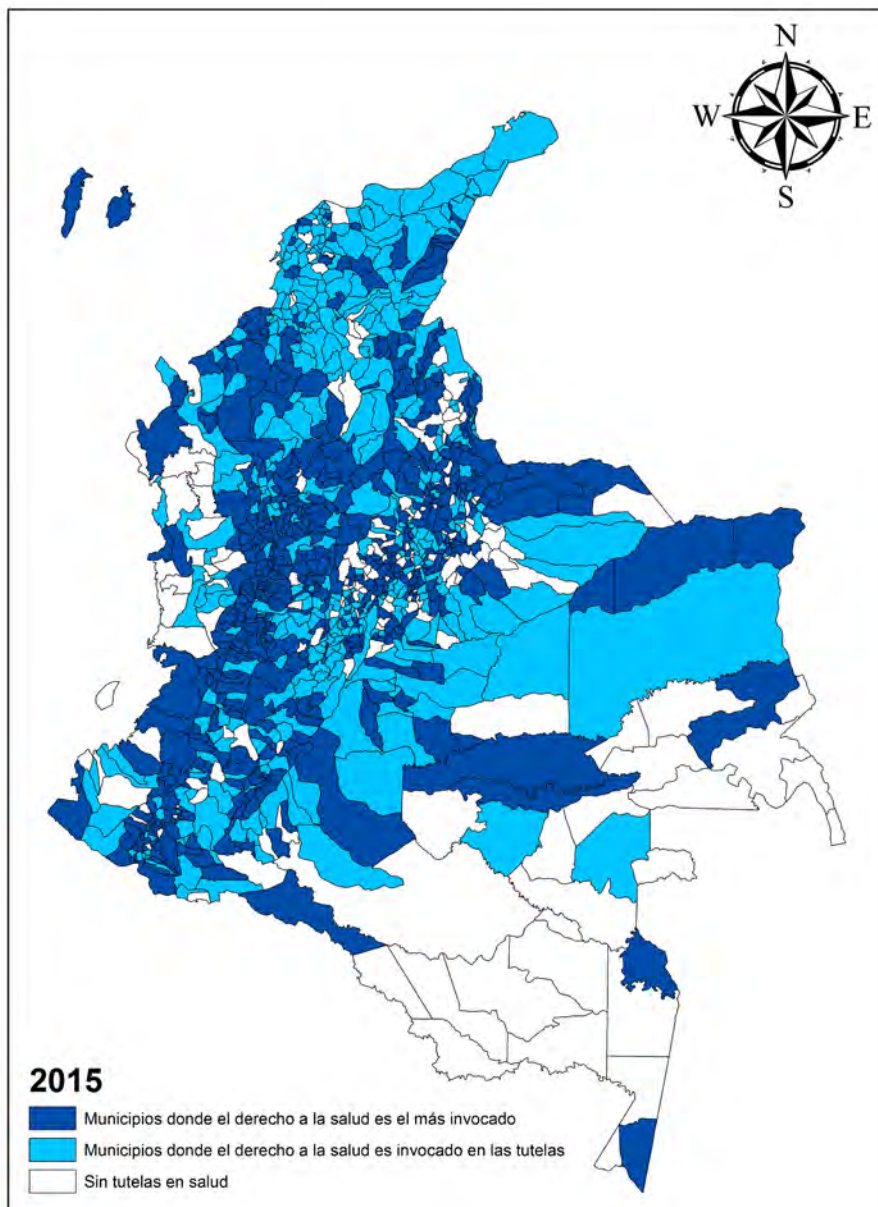 N
W E
S
2015
Municipios donde el derecho a la salud es el más invocado
Municipios donde el derecho a la salud es invocado en las tutelas
Sin tutelas en salud